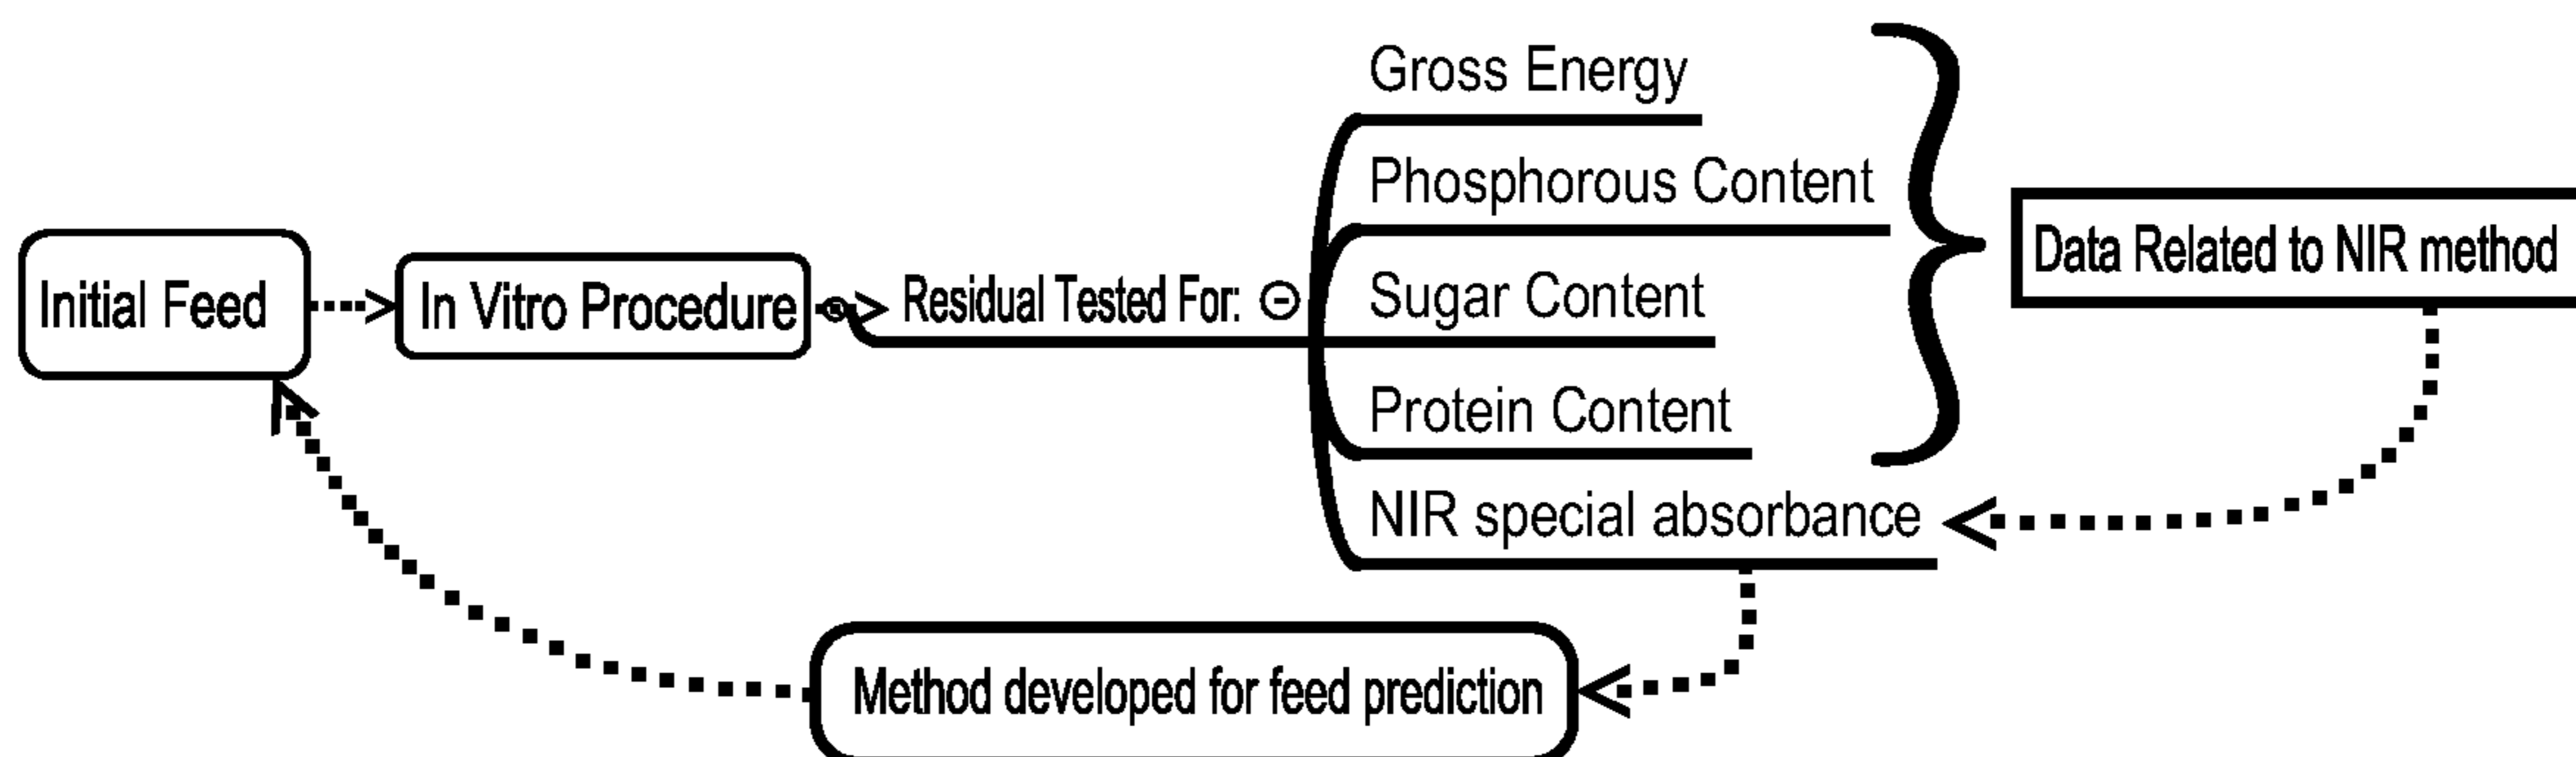 Initial Feed
In Vitro Procedure
Residual Tested For:
Gross Energy
Phosphorous Content
Sugar Content
Protein Content
NIR special absorbance
Data Related to NIR method
Method developed for feed prediction